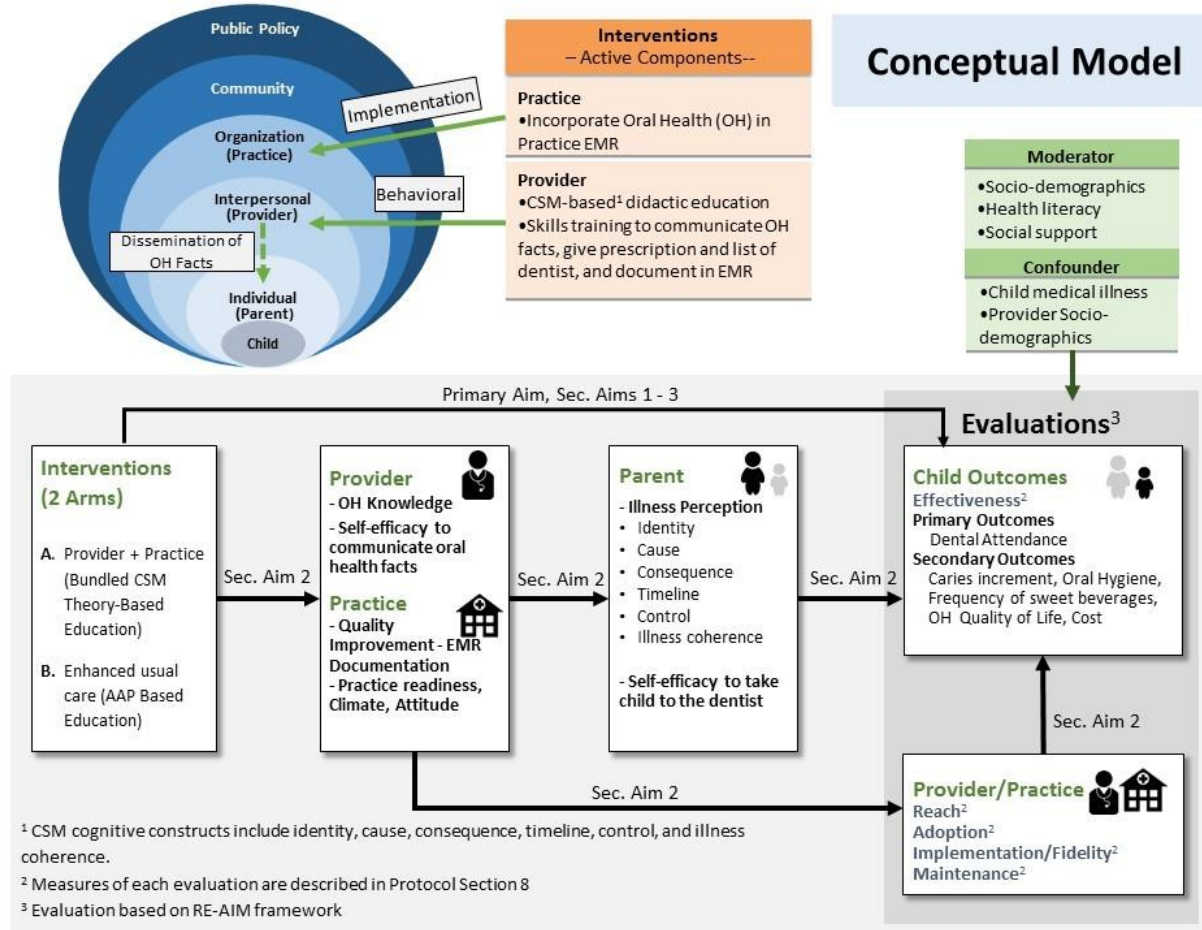 Public Policy
Community
Organization
(Practice)
Interpersonal
(Provider)
Dissemination of
OH Facts
Individual
(Parent)
Child
Implementation
Behavioral
Interventions
– Active Components--
Practice
•Incorporate Oral Health (OH) in
Practice EMR
Provider
•CSM-based¹ didactic education
•Skills training to communicate OH
facts, give prescription and list of
dentist, and document in EMR
Conceptual Model
Moderator
•Socio-demographics
•Health literacy
•Social support
Confounder
•Child medical illness
•Provider Socio-
demographics
Primary Aim, Sec. Aims 1 - 3
Evaluations³
Interventions
(2 Arms)
A. Provider + Practice
(Bundled CSM
Theory-Based
Education)
B. Enhanced usual
care (AAP Based
Education)
Sec. Aim 2
Provider
- OH Knowledge
- Self-efficacy to
communicate oral
health facts
Practice
- Quality
Improvement - EMR
Documentation
- Practice readiness,
Climate, Attitude
Sec. Aim 2
Parent
- Illness Perception
• Identity
• Cause
• Consequence
• Timeline
• Control
• Illness coherence
- Self-efficacy to take
child to the dentist
Sec. Aim 2
Child Outcomes
Effectiveness²
Primary Outcomes
Dental Attendance
Secondary Outcomes
Caries increment, Oral Hygiene,
Frequency of sweet beverages,
OH Quality of Life, Cost
Sec. Aim 2
Sec. Aim 2
Provider/Practice
Reach²
Adoption²
Implementation/Fidelity²
Maintenance²
¹ CSM cognitive constructs include identity, cause, consequence, timeline, control, and illness
coherence.
² Measures of each evaluation are described in Protocol Section 8
³ Evaluation based on RE-AIM framework